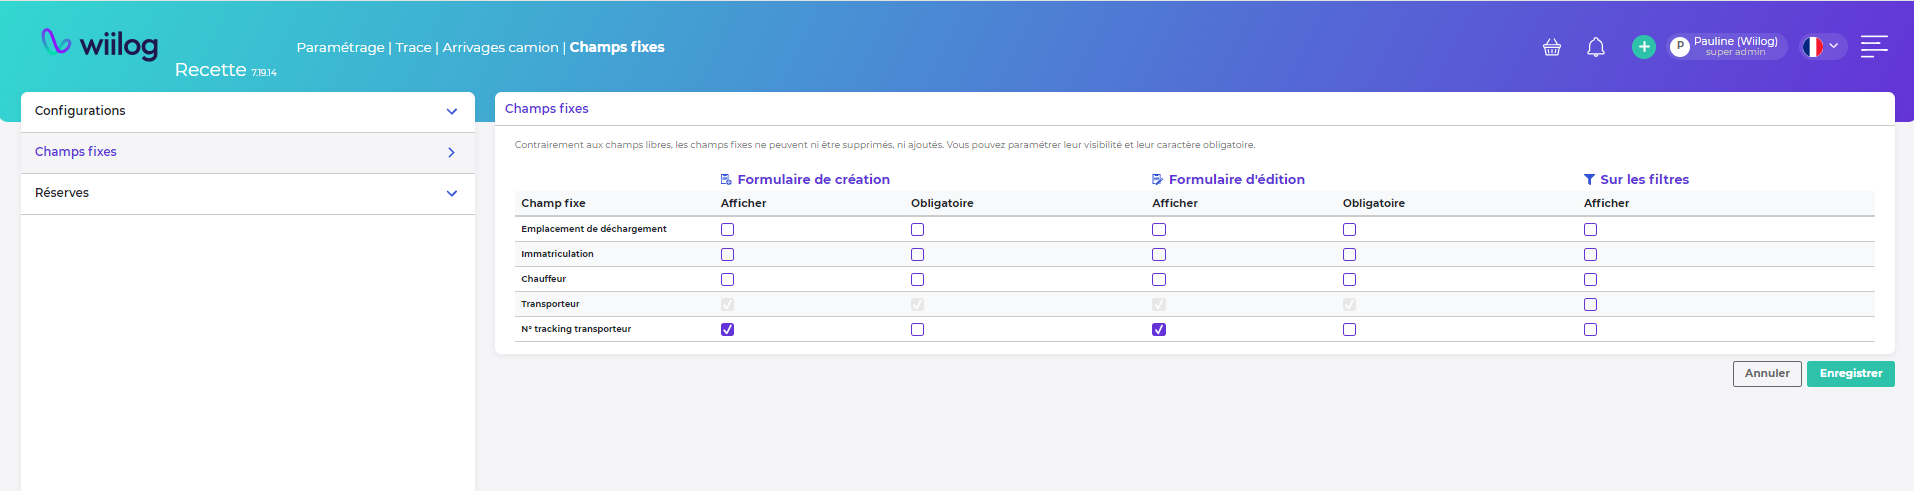 wiilog
Recette 7.19.14
Paramétrage | Trace | Arrivages camion | Champs fixes
P
Pauline (Wiilog)
super admin
Configurations
Champs fixes
Réserves
Champs fixes
Contrairement aux champs libres, les champs fixes ne peuvent ni être supprimés, ni ajoutés. Vous pouvez paramétrer leur visibilité et leur caractère obligatoire.
Formulaire de création Formulaire d'édition Sur les filtres
Champ fixe Afficher Obligatoire Afficher Obligatoire Afficher
Emplacement de déchargement
Immatriculation
Chauffeur
Transporteur
N° tracking transporteur
Annuler Enregistrer